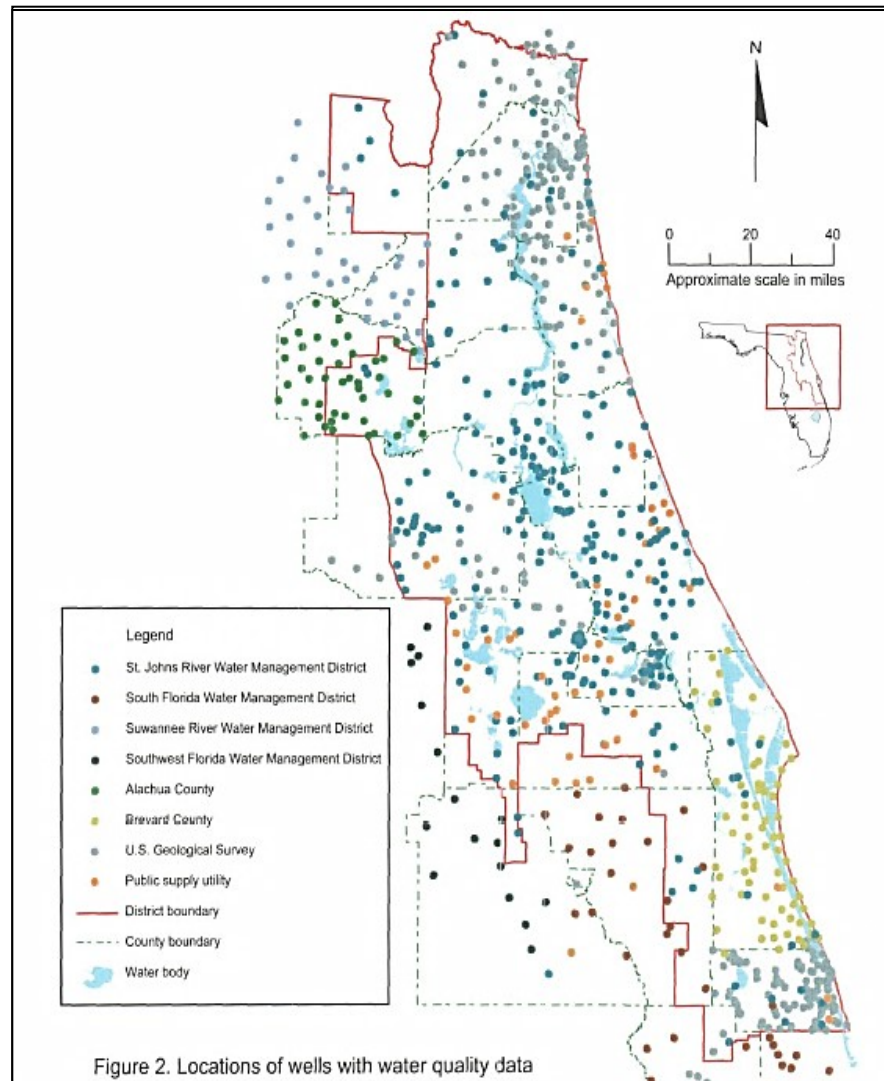 N
0 20 40
Approximate scale in miles
Legend
St. Johns River Water Management District
South Florida Water Management District
Suwannee River Water Management District
Southwest Florida Water Management District
Alachua County
Brevard County
U.S. Geological Survey
Public supply utility
District boundary
County boundary
Water body
Figure 2. Locations of wells with water quality data